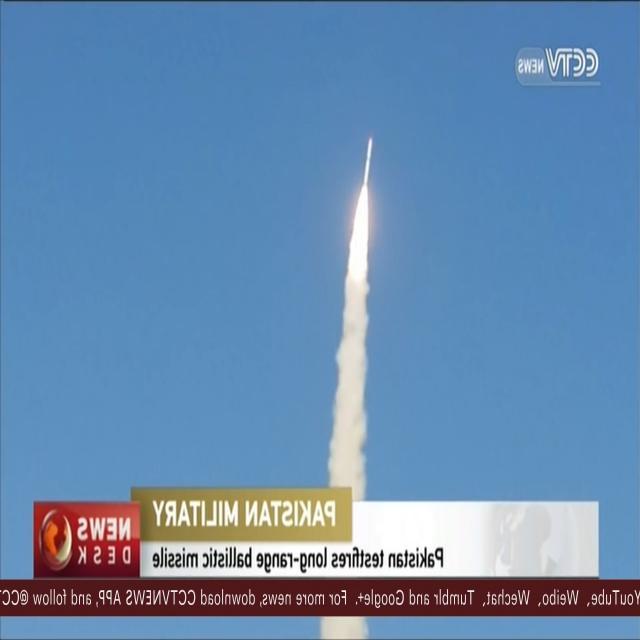 CCTV
NEWS
PAKISTAN MILITARY
NEWS
DESK
Pakistan testfires long-range ballistic missile
YouTube, Weibo, Wechat, Tumblr and Google+. For more news, download CCTVNEWS APP, and follow @CC